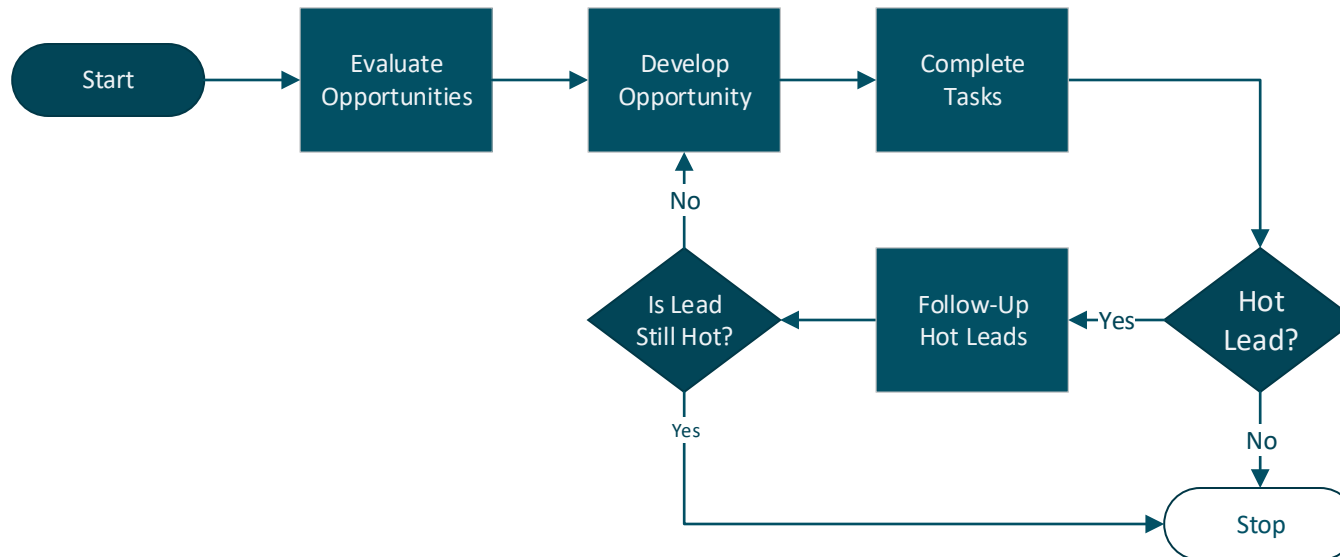 Start
Evaluate
Opportunities
Develop
Opportunity
Complete
Tasks
No
Is Lead
Still Hot?
Follow-Up
Hot Leads
Yes
Hot
Lead?
Yes
No
Stop